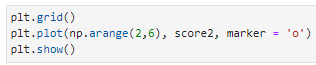 plt.grid()
plt.plot(np.arange(2,6), score2, marker = 'o')
plt.show()